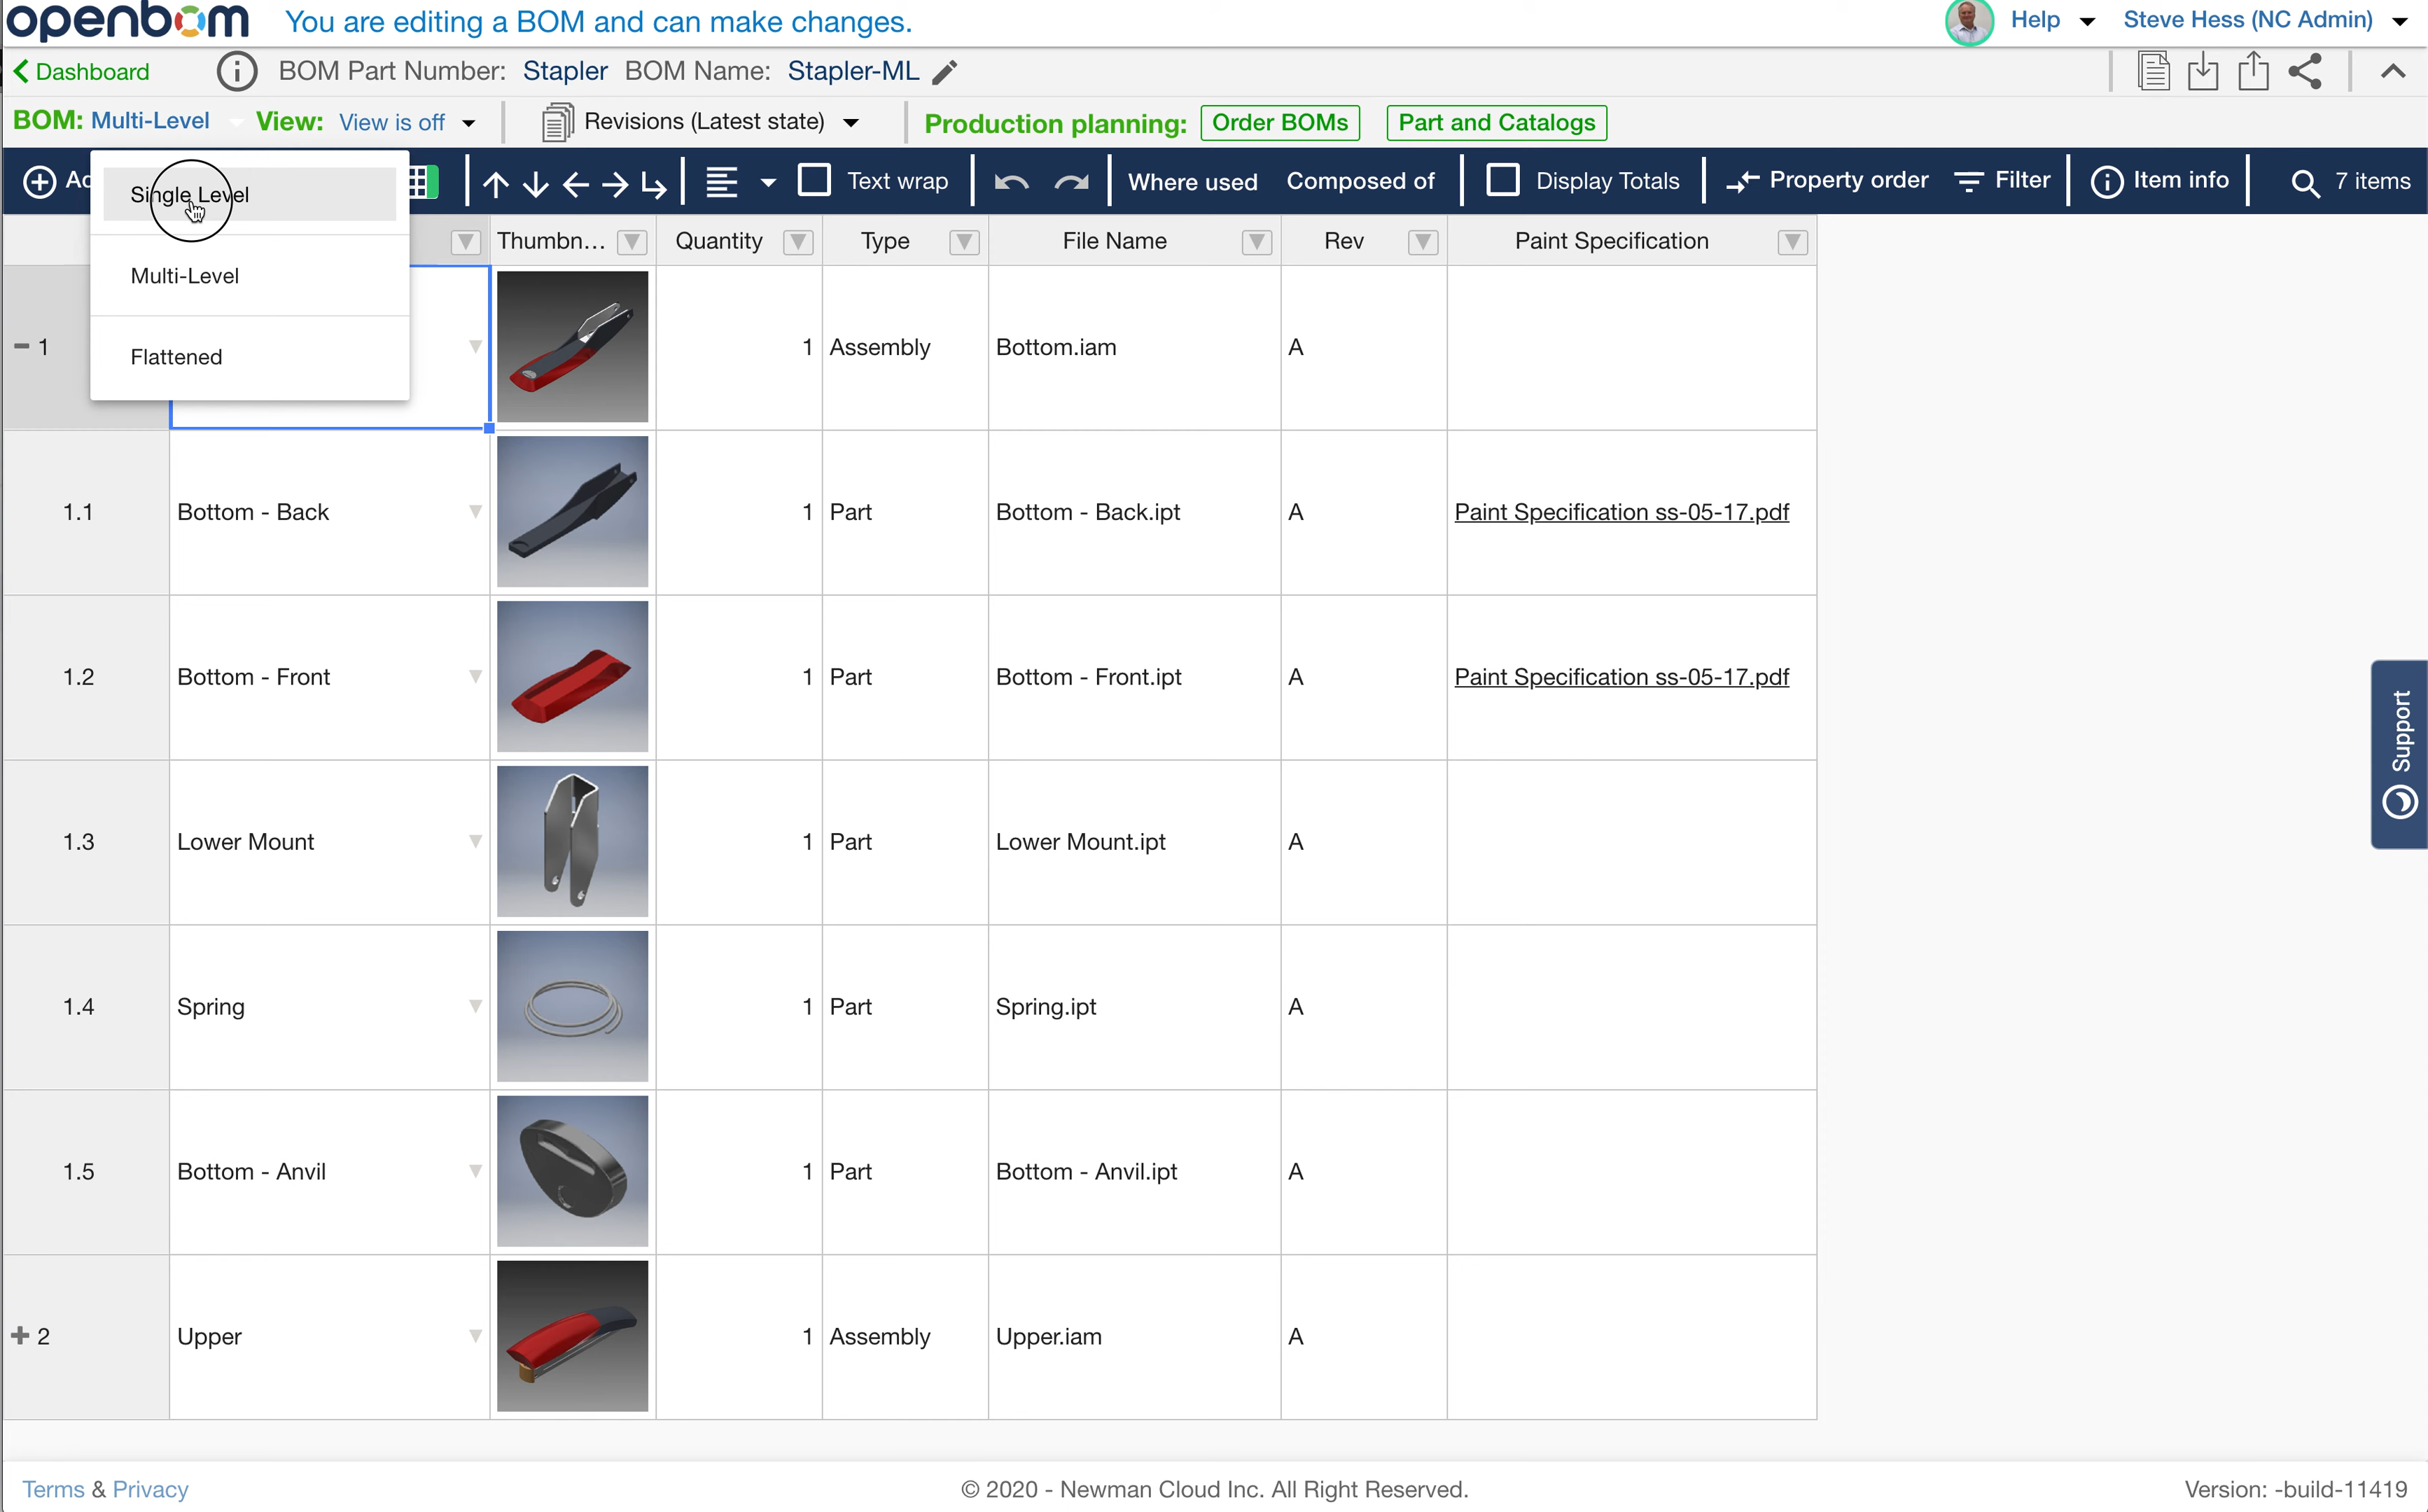 openbom You are editing a BOM and can make changes. Help Steve Hess (NC Admin)
Dashboard BOM Part Number: Stapler BOM Name: Stapler-ML
BOM: Multi-Level View: View is off Revisions (Latest state) Production planning: Order BOMs Part and Catalogs
Text wrap Where used Composed of Display Totals Property order Filter Item info 7 items
Single Level
Multi-Level
Flattened
Thumbn... Quantity Type File Name Rev Paint Specification
1 1 Assembly Bottom.iam A
1.1 Bottom - Back 1 Part Bottom - Back.ipt A Paint Specification ss-05-17.pdf
1.2 Bottom - Front 1 Part Bottom - Front.ipt A Paint Specification ss-05-17.pdf
1.3 Lower Mount 1 Part Lower Mount.ipt A
1.4 Spring 1 Part Spring.ipt A
1.5 Bottom - Anvil 1 Part Bottom - Anvil.ipt A
2 Upper 1 Assembly Upper.iam A
Support
Terms & Privacy © 2020 - Newman Cloud Inc. All Right Reserved. Version: -build-11419